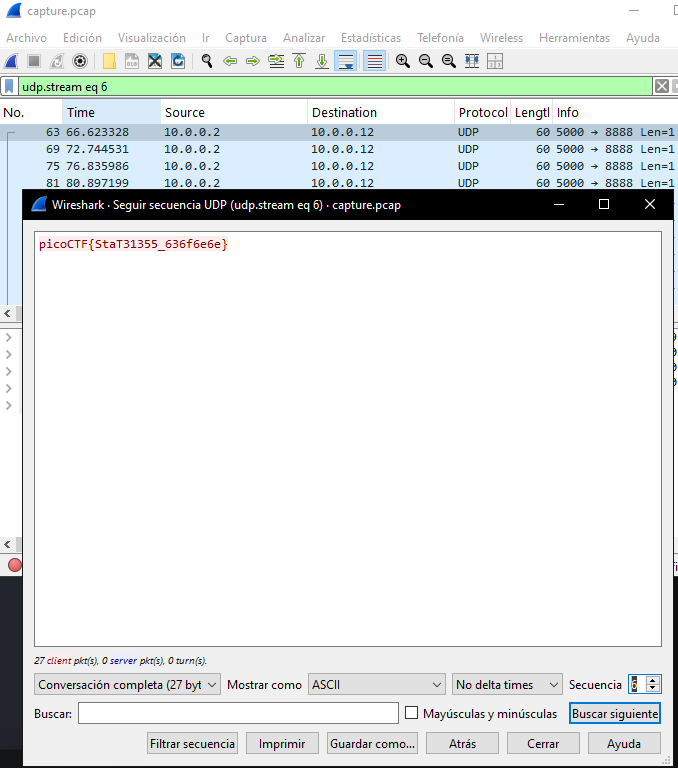 capture.pcap
Archivo Edición Visualización Ir Captura Analizar Estadísticas Telefonía Wireless Herramientas Ayuda
udp.stream eq 6
No. Time Source Destination Protocol Lengtl Info
63 66.623328 10.0.0.2 10.0.0.12 UDP 60 5000 → 8888 Len=1
69 72.744531 10.0.0.2 10.0.0.12 UDP 60 5000 → 8888 Len=1
75 76.835986 10.0.0.2 10.0.0.12 UDP 60 5000 → 8888 Len=1
81 80.897199 10.0.0.2 10.0.0.12 UDP 60 5000 → 8888 Len=1
Wireshark · Seguir secuencia UDP (udp.stream eq 6) · capture.pcap
picoCTF{StaT31355_636f6e6e}
27 client pkt(s), 0 server pkt(s), 0 turn(s).
Conversación completa (27 byt Mostrar como ASCII No delta times Secuencia 6
Buscar: Mayúsculas y minúsculas Buscar siguiente
Filtrar secuencia Imprimir Guardar como... Atrás Cerrar Ayuda